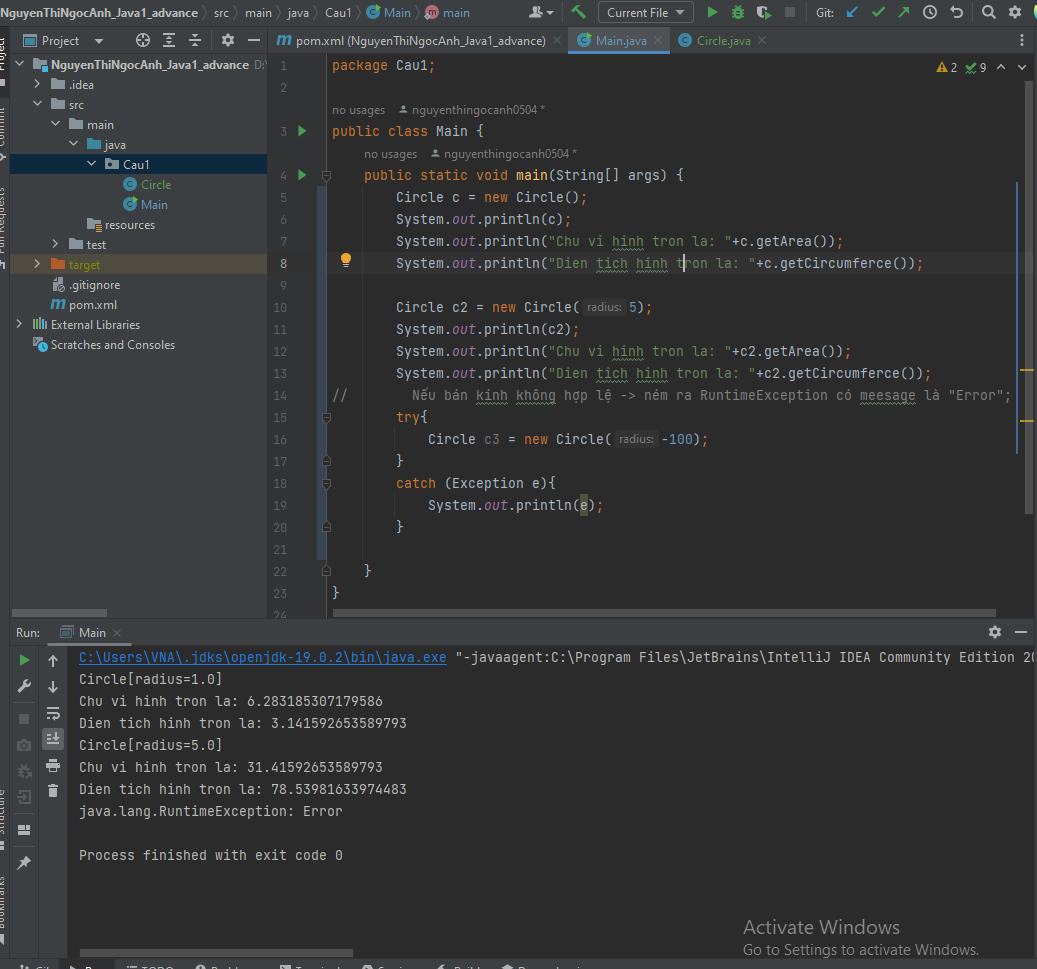 NguyenThiNgocAnh_Java1_advance src main java Cau1 Main main Current File Git:
Project
pom.xml (NguyenThiNgocAnh_Java1_advance) Main.java Circle.java
NguyenThiNgocAnh_Java1_advance D:\
.idea
src
main
java
Cau1
Circle
Main
resources
test
target
.gitignore
pom.xml
External Libraries
Scratches and Consoles
2 9
1 package Cau1;
2
no usages nguyenthingocanh0504 *
3 public class Main {
no usages nguyenthingocanh0504 *
4 public static void main(String[] args) {
5 Circle c = new Circle();
6 System.out.println(c);
7 System.out.println("Chu vi hinh tron la: "+c.getArea());
8 System.out.println("Dien tich hinh tron la: "+c.getCircumferce());
9
10 Circle c2 = new Circle( radius: 5);
11 System.out.println(c2);
12 System.out.println("Chu vi hinh tron la: "+c2.getArea());
13 System.out.println("Dien tich hinh tron la: "+c2.getCircumferce());
14 // Nếu bán kinh không hợp lệ -> ném ra RuntimeException có meesage là "Error";
15 try{
16 Circle c3 = new Circle( radius: -100);
17 }
18 catch (Exception e){
19 System.out.println(e);
20 }
21
22 }
23 }
24
Run: Main
C:\Users\VNA\.jdks\openjdk-19.0.2\bin\java.exe "-javaagent:C:\Program Files\JetBrains\IntelliJ IDEA Community Edition 20
Circle[radius=1.0]
Chu vi hinh tron la: 6.283185307179586
Dien tich hinh tron la: 3.141592653589793
Circle[radius=5.0]
Chu vi hinh tron la: 31.41592653589793
Dien tich hinh tron la: 78.53981633974483
java.lang.RuntimeException: Error
Process finished with exit code 0
Activate Windows
Go to Settings to activate Windows.